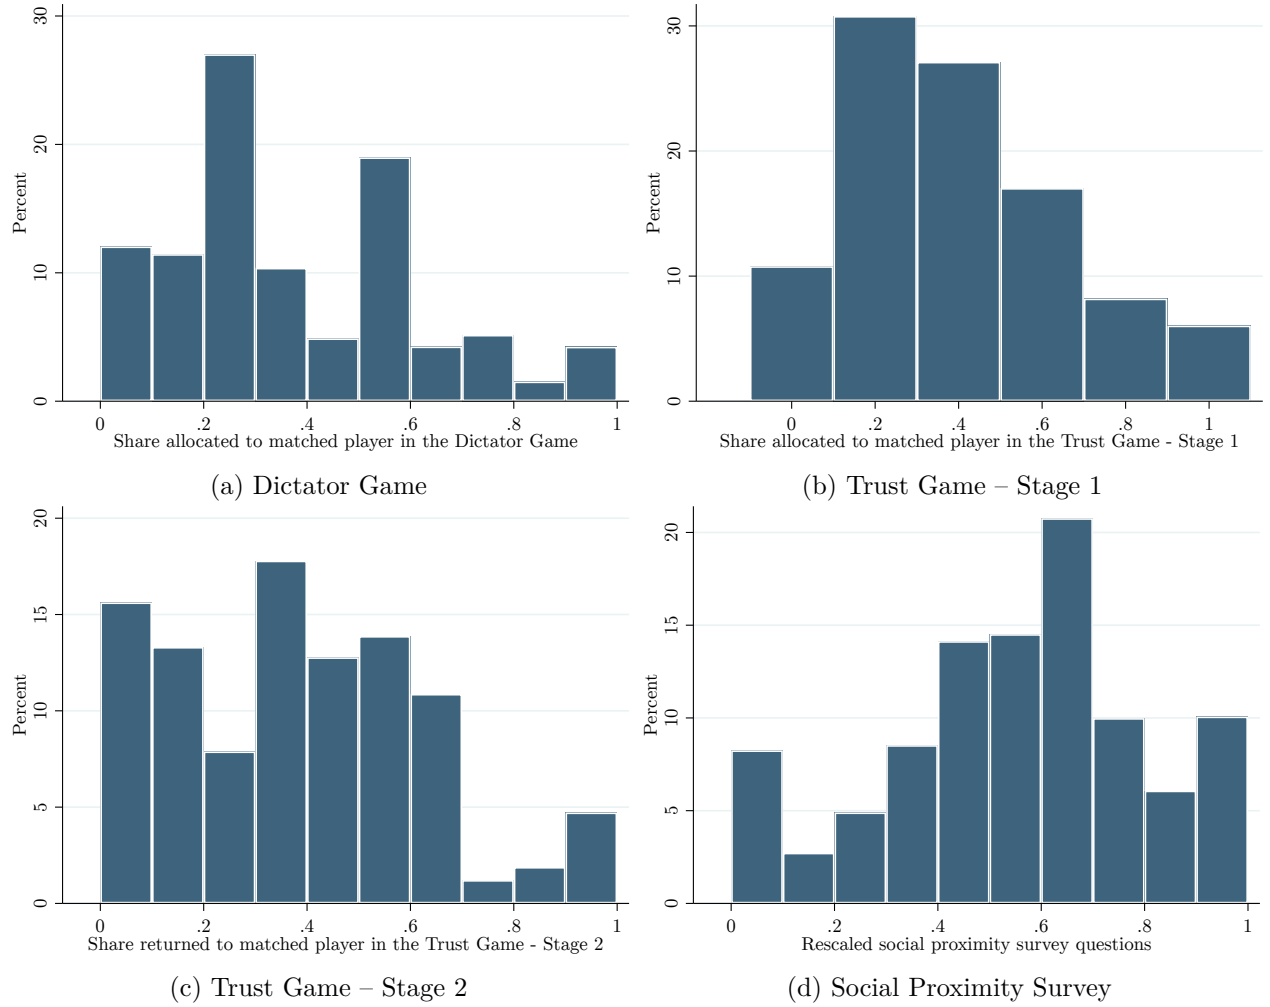 30
20
10
0
Percent
0 .2 .4 .6 .8 1
Share allocated to matched player in the Dictator Game
(a) Dictator Game
30
20
10
0
Percent
0 .2 .4 .6 .8 1
Share allocated to matched player in the Trust Game - Stage 1
(b) Trust Game – Stage 1
20
15
10
5
0
Percent
0 .2 .4 .6 .8 1
Share returned to matched player in the Trust Game - Stage 2
(c) Trust Game – Stage 2
20
15
10
5
0
Percent
0 .2 .4 .6 .8 1
Rescaled social proximity survey questions
(d) Social Proximity Survey